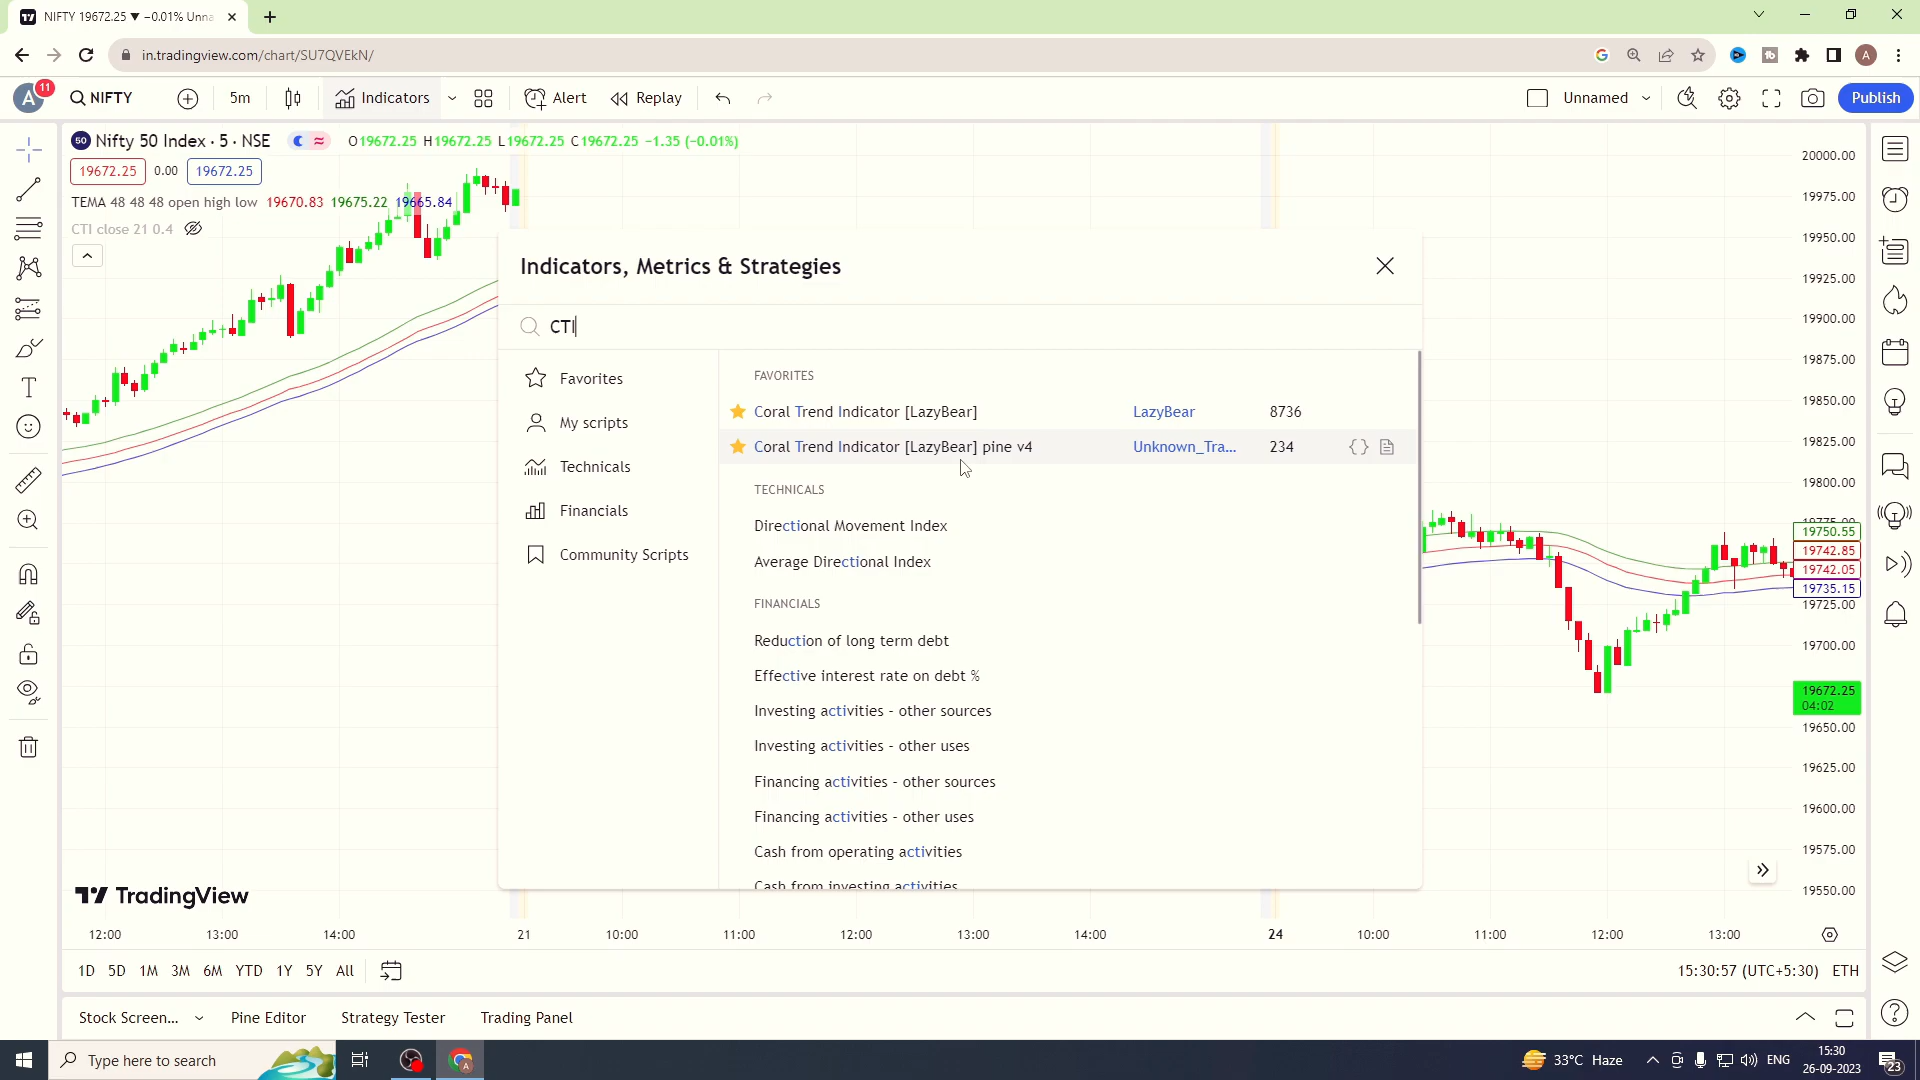 NIFTY 19672.25 ▼ −0.01% Unna
in.tradingview.com/chart/SU7QVEkN/
A
A 11 NIFTY 5m Indicators Alert Replay Unnamed Publish
50 Nifty 50 Index · 5 · NSE O19672.25 H19672.25 L19672.25 C19672.25 −1.35 (−0.01%)
19672.25 0.00 19672.25
TEMA 48 48 48 open high low 19670.83 19675.22 19665.84
CTI close 21 0.4
Indicators, Metrics & Strategies
CTI
Favorites
My scripts
Technicals
Financials
Community Scripts
FAVORITES
Coral Trend Indicator [LazyBear] LazyBear 8736
Coral Trend Indicator [LazyBear] pine v4 Unknown_Tra... 234
TECHNICALS
Directional Movement Index
Average Directional Index
FINANCIALS
Reduction of long term debt
Effective interest rate on debt %
Investing activities - other sources
Investing activities - other uses
Financing activities - other sources
Financing activities - other uses
Cash from operating activities
Cash from investing activities
20000.00
19975.00
19950.00
19925.00
19900.00
19875.00
19850.00
19825.00
19800.00
19775.00
19750.55
19742.85
19742.05
19735.15
19725.00
19700.00
19672.25
04:02
19650.00
19625.00
19600.00
19575.00
19550.00
TradingView
12:00 13:00 14:00 21 10:00 11:00 12:00 13:00 14:00 24 10:00 11:00 12:00 13:00
1D 5D 1M 3M 6M YTD 1Y 5Y All 15:30:57 (UTC+5:30) ETH
Stock Screen... Pine Editor Strategy Tester Trading Panel
Type here to search
33°C Haze ENG
15:30
26-09-2023
23